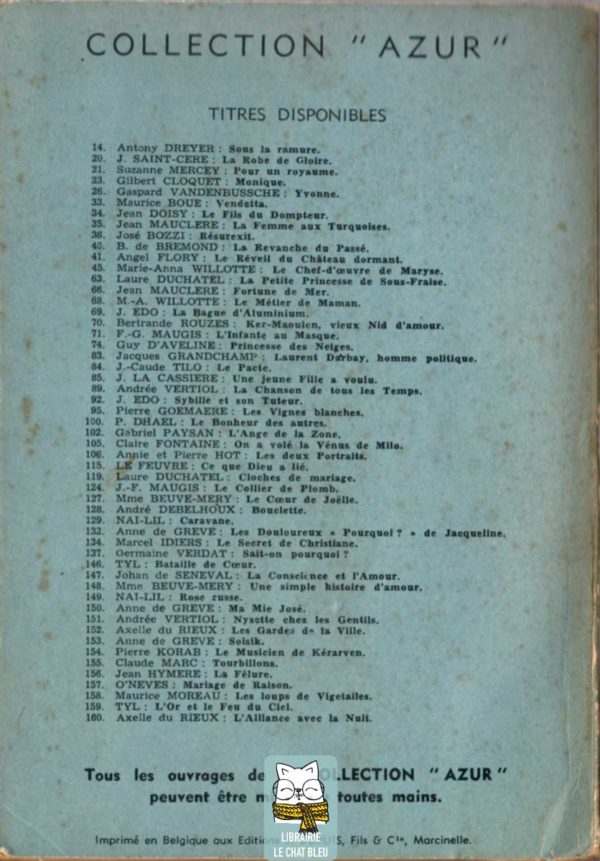 COLLECTION "AZUR"
TITRES DISPONIBLES
14. Antony DREYER : Sous la ramure.
20. J. SAINT-CERE : La Robe de Gloire.
21. Suzanne MERCEY : Pour un royaume.
23. Gilbert CLOQUET : Monique.
26. Gaspard VANDENBUSSCHE : Yvonne.
33. Maurice BOUE : Vendetta.
34. Jean DOISY : Le Fils du Dompteur.
35. Jean MAUCLERE : La Femme aux Turquoises.
36. José BOZZI : Résurexit.
40. B. de BREMOND : La Revanche du Passé.
41. Angel FLORY : Le Réveil du Château dormant.
45. Marie-Anna WILLOTTE : Le Chef-d'œuvre de Maryse.
63. Laure DUCHATEL : La Petite Princesse de Sous-Fraise.
66. Jean MAUCLERE : Fortune de Mer.
68. M.-A. WILLOTTE : Le Métier de Maman.
69. J. EDO : La Bague d'Aluminium.
70. Bertrande ROUZES : Ker-Maouien, vieux Nid d'amour.
71. F.-G. MAUGIS : L'Infante au Masque.
74. Guy D'AVELINE : Princesse des Neiges.
83. Jacques GRANDCHAMP : Laurent Darbay, homme politique.
84. J.-Caude TILO : Le Pacte.
85. J. LA CASSIERE : Une jeune Fille a voulu.
89. Andrée VERTIOL : La Chanson de tous les Temps.
92. J. EDO : Sybille et son Tuteur.
95. Pierre GOEMAERE : Les Vignes blanches.
100. P. DHAEL : Le Bonheur des autres.
102. Gabriel PAYSAN : L'Ange de la Zone.
105. Claire FONTAINE : On a volé la Vénus de Milo.
106. Annie et Pierre HOT : Les deux Portraits.
115. LE FEUVRE : Ce que Dieu a lié.
119. Laure DUCHATEL : Cloches de mariage.
124. J.-F. MAUGIS : Le Collier de Plomb.
127. Mme BEUVE-MERY : Le Cœur de Joëlle.
128. André DEBELHOUX : Bouclette.
129. NAI-LIL : Caravane.
132. Anne de GREVE : Les Douloureux « Pourquoi ? » de Jacqueline.
134. Marcel IDIERS : Le Secret de Christiane.
137. Germaine VERDAT : Sait-on pourquoi ?
146. TYL : Bataille de Cœur.
147. Johan de SENEVAL : La Conscience et l'Amour.
148. Mme BEUVE-MERY : Une simple histoire d'amour.
149. NAI-LIL : Rose russe.
150. Anne de GREVE : Ma Mie José.
151. Andrée VERTIOL : Nysette chez les Gentils.
152. Axelle du RIEUX : Les Gardes de la Ville.
153. Anne de GREVE : Soisik.
154. Pierre KORAB : Le Musicien de Kérarven.
155. Claude MARC : Tourbillons.
156. Jean HYMERE : La Fêlure.
157. O'NEVES : Mariage de Raison.
158. Maurice MOREAU : Les loups de Vigetailes.
159. TYL : L'Or et le Feu du Ciel.
160. Axelle du RIEUX : L'Alliance avec la Nuit.
Tous les ouvrages de COLLECTION "AZUR"
peuvent être toutes mains.
Imprimé en Belgique aux Editions Fils & Cie, Marcinelle.
LIBRAIRIE
LE CHAT BLEU